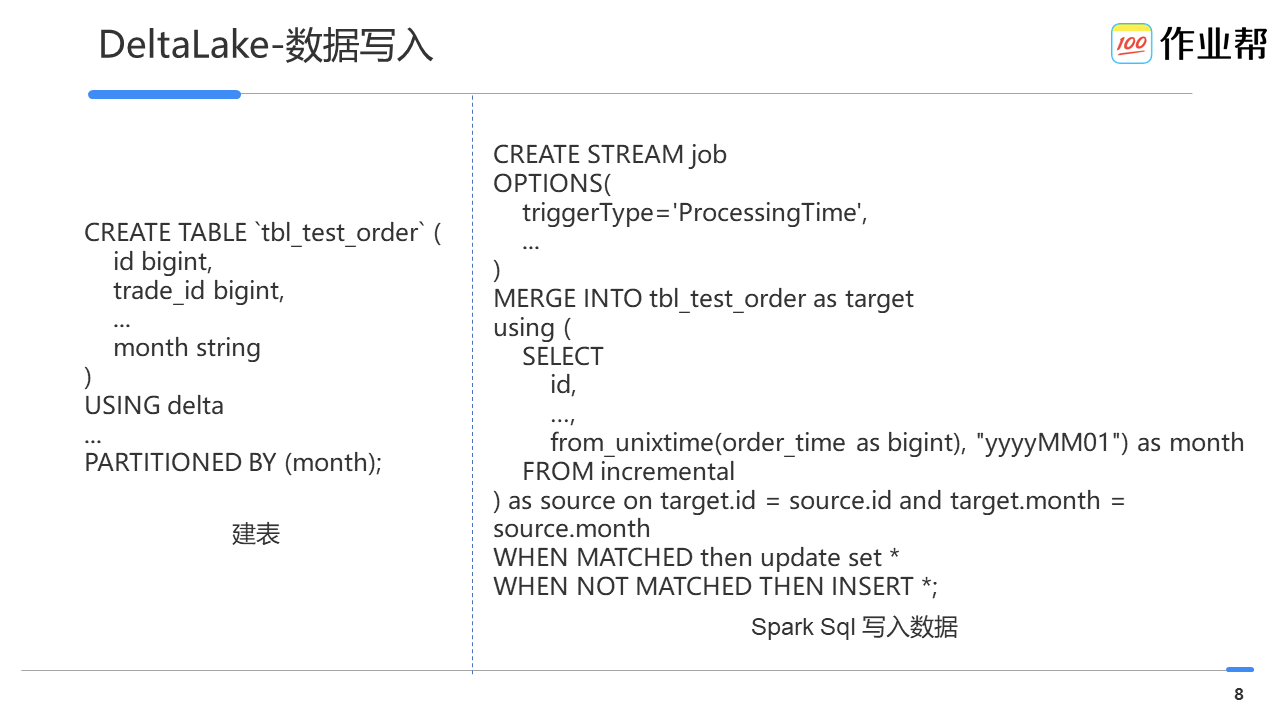 DeltaLake-数据写入
100 作业帮
CREATE TABLE `tbl_test_order` (
id bigint,
trade_id bigint,
...
month string
)
USING delta
...
PARTITIONED BY (month);
建表
CREATE STREAM job
OPTIONS(
triggerType='ProcessingTime',
...
)
MERGE INTO tbl_test_order as target
using (
SELECT
id,
...,
from_unixtime(order_time as bigint), "yyyyMM01") as month
FROM incremental
) as source on target.id = source.id and target.month =
source.month
WHEN MATCHED then update set *
WHEN NOT MATCHED THEN INSERT *;
Spark Sql 写入数据
8